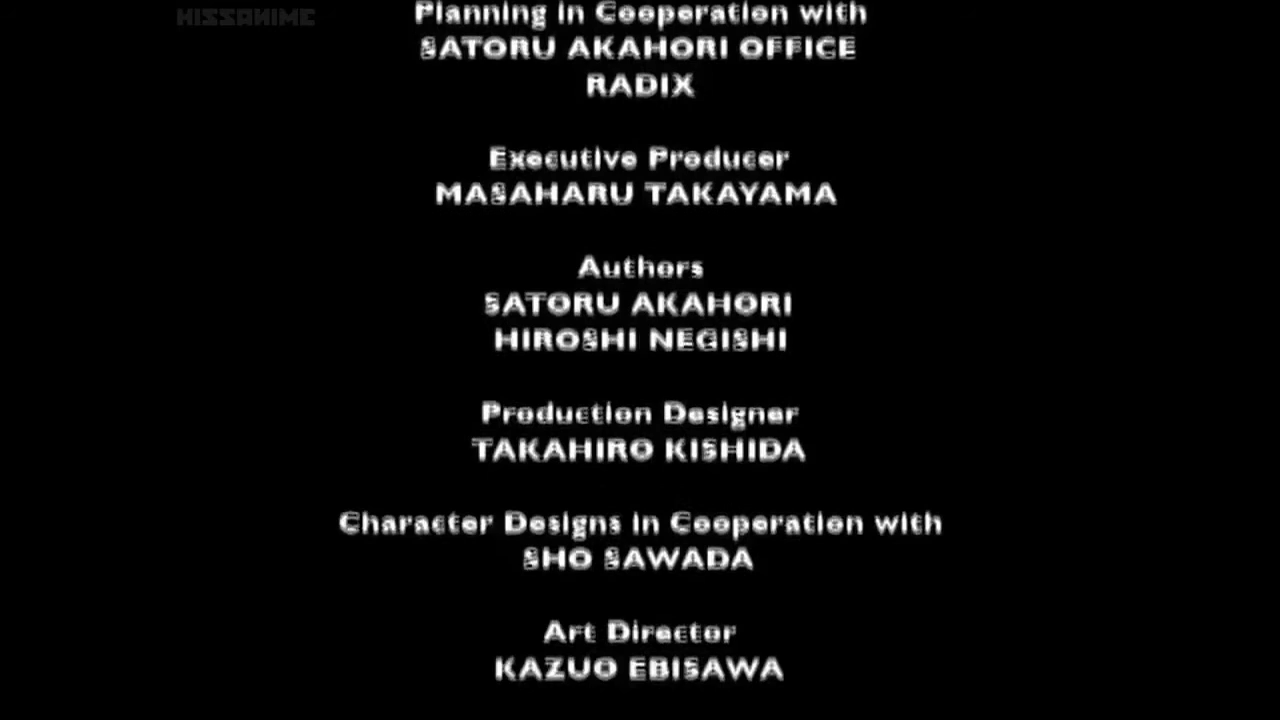 KISSANIME
Planning in Cooperation with
SATORU AKAHORI OFFICE
RADIX
Executive Producer
MASAHARU TAKAYAMA
Authors
SATORU AKAHORI
HIROSHI NEGISHI
Production Designer
TAKAHIRO KISHIDA
Character Designs in Cooperation with
SHO SAWADA
Art Director
KAZUO EBISAWA